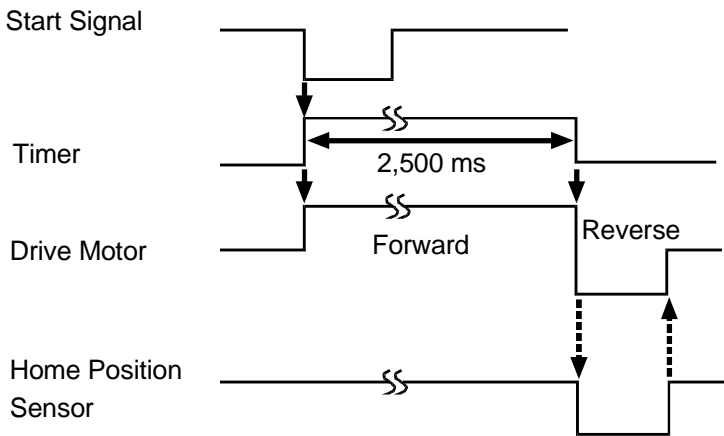 Start Signal
Timer
2,500 ms
Drive Motor
Forward
Reverse
Home Position
Sensor